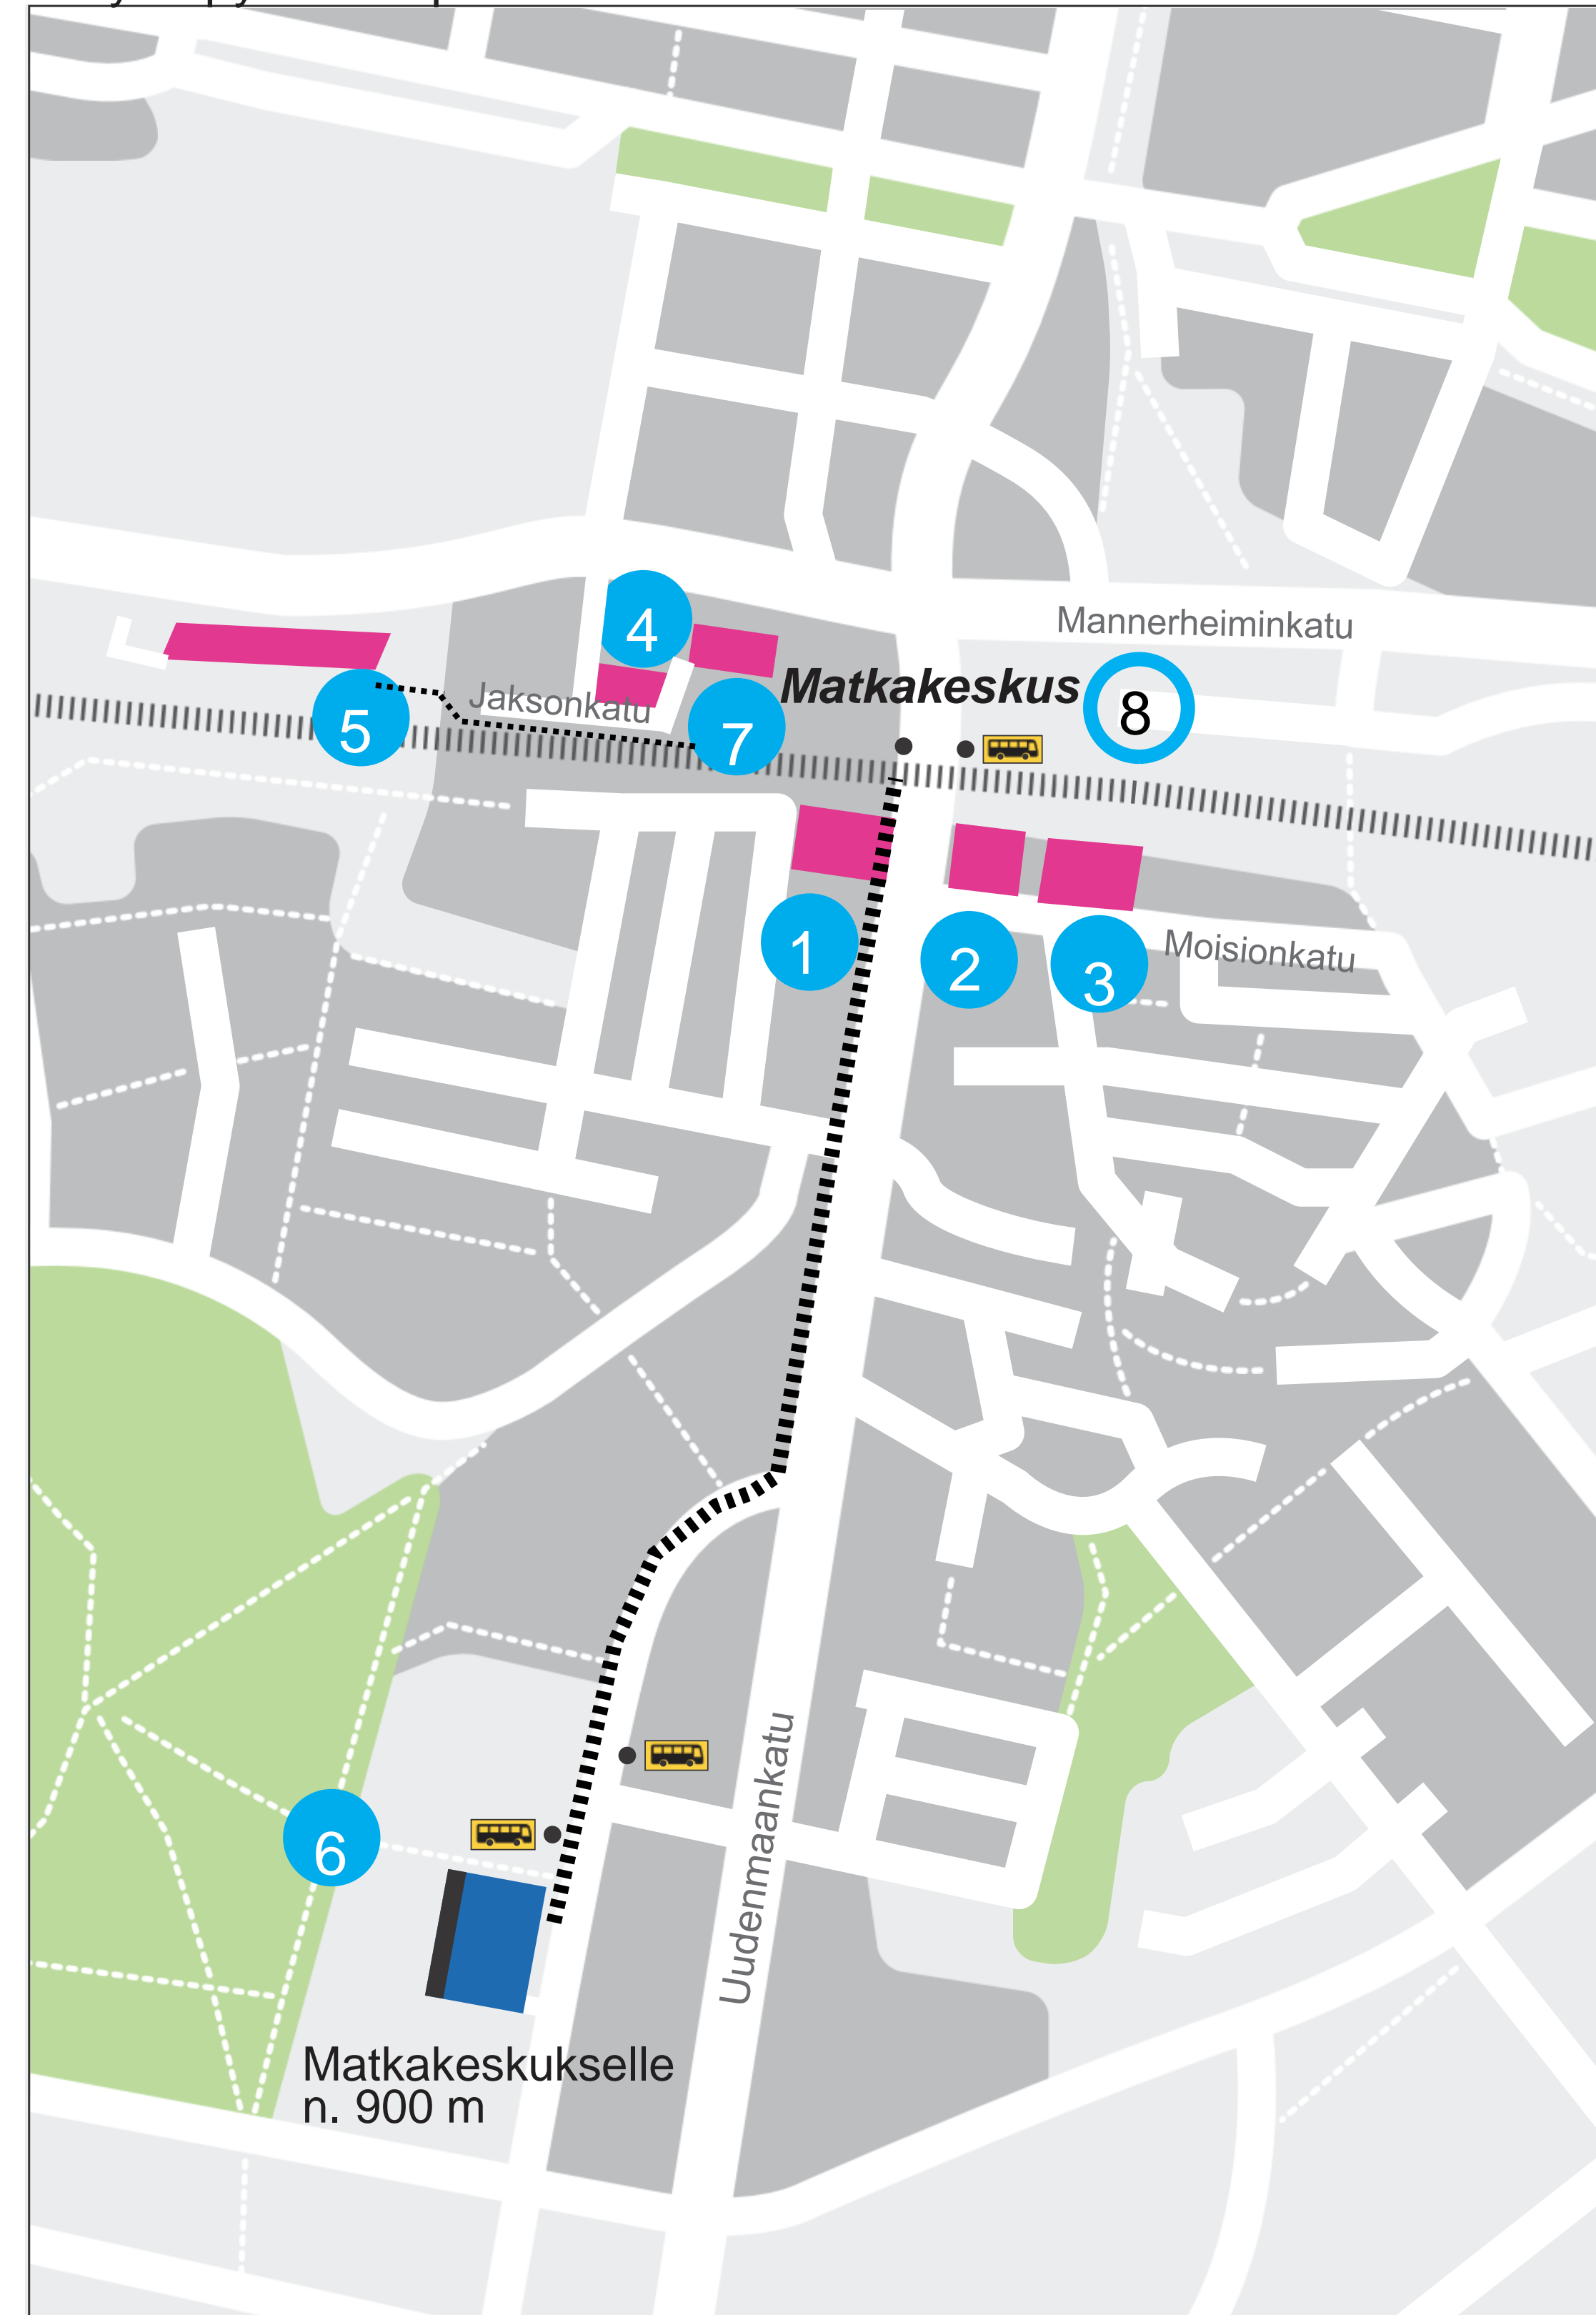 4
Mannerheiminkatu
Matkakeskus
8
Jaksonkatu
5
7
1
2
3
Moisionkatu
6
Uudenmaankatu
Matkakeskukselle
n. 900 m